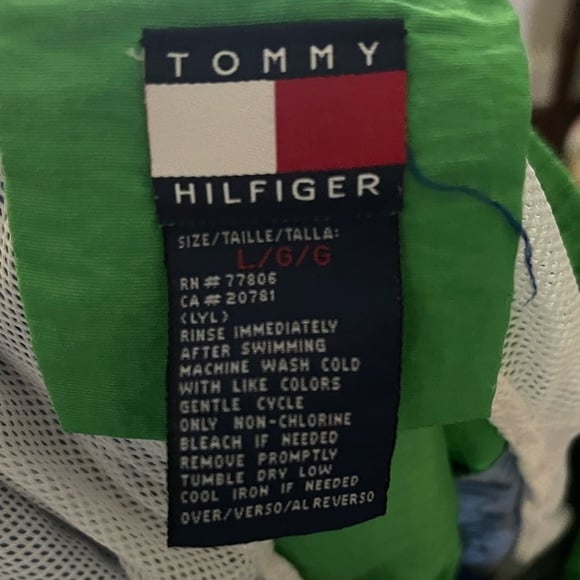 TOMMY
HILFIGER
SIZE/TAILLE/TALLA:
L/G/G
RN # 77806
CA # 20781
(LYL)
RINSE IMMEDIATELY
AFTER SWIMMING
MACHINE WASH COLD
WITH LIKE COLORS
GENTLE CYCLE
ONLY NON-CHLORINE
BLEACH IF NEEDED
REMOVE PROMPTLY
TUMBLE DRY LOW
COOL IRON IF NEEDED
OVER/VERSO/AL REVERSO